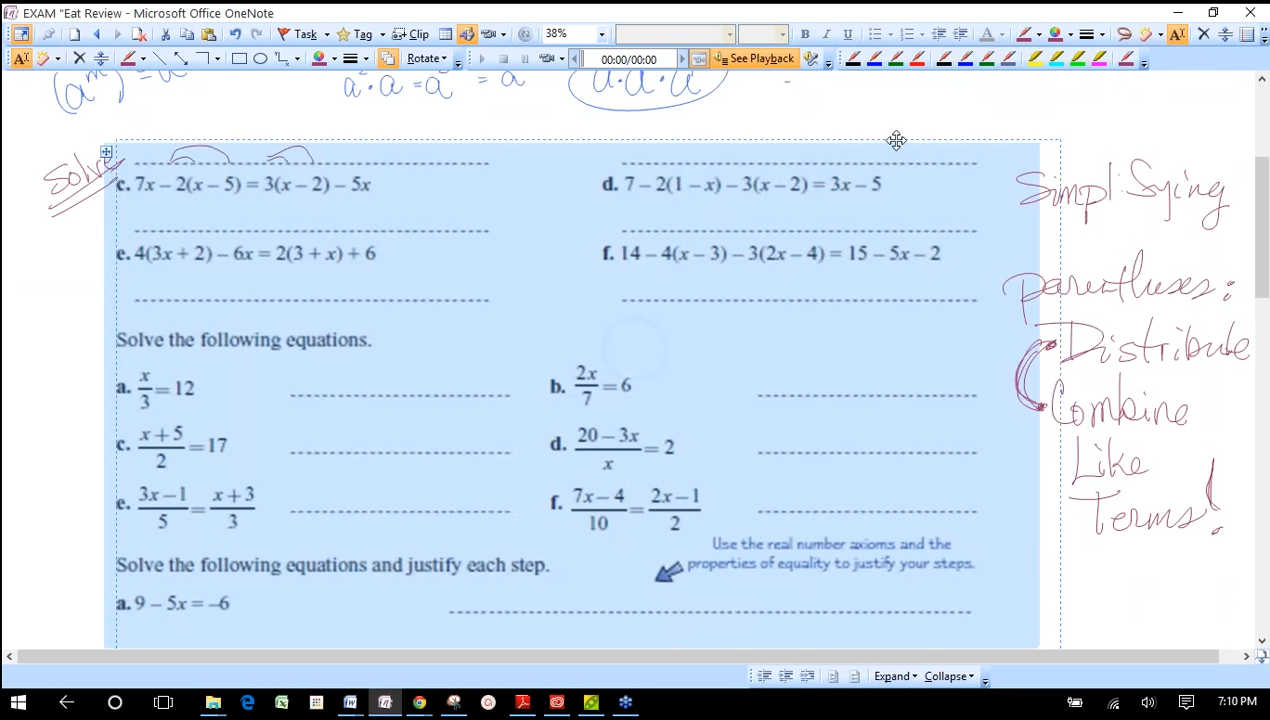 EXAM "Eat Review - Microsoft Office OneNote
Task Tag Clip 38% B I U A
A Rotate 00:00/00:00 See Playback
a² · a = a² = a
a · a · a
Solve
Simplifying
c. 7x – 2(x – 5) = 3(x – 2) – 5x
d. 7 – 2(1 – x) – 3(x – 2) = 3x – 5
e. 4(3x + 2) – 6x = 2(3 + x) + 6
f. 14 – 4(x – 3) – 3(2x – 4) = 15 – 5x – 2
parentheses:
Distribute
Combine
Like
Terms!
Solve the following equations.
a. x/3 = 12
b. 2x/7 = 6
c. x + 5/2 = 17
d. 20 – 3x/x = 2
e. 3x – 1/5 = x + 3/3
f. 7x – 4/10 = 2x – 1/2
Use the real number axioms and the
properties of equality to justify your steps.
Solve the following equations and justify each step.
a. 9 – 5x = –6
Expand Collapse
7:10 PM